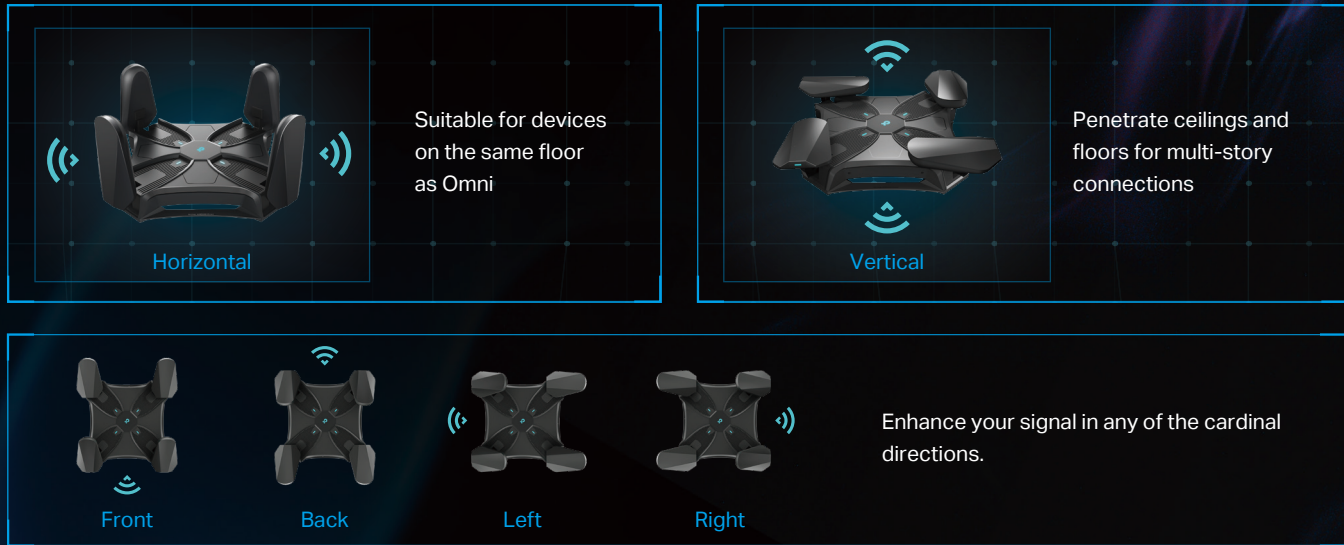 Suitable for devices
on the same floor
as Omni
Horizontal
Penetrate ceilings and
floors for multi-story
connections
Vertical
Enhance your signal in any of the cardinal
directions.
Front
Back
Left
Right